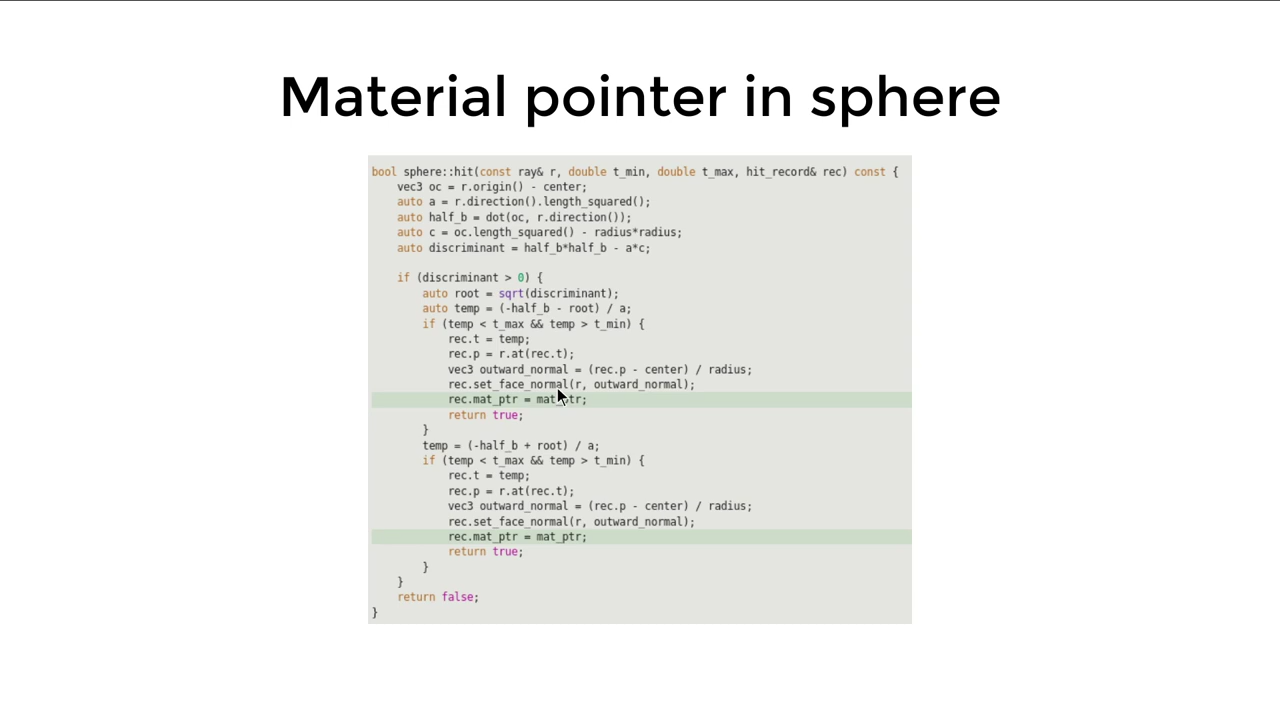 Material pointer in sphere
bool sphere::hit(const ray& r, double t_min, double t_max, hit_record& rec) const {
    vec3 oc = r.origin() - center;
    auto a = r.direction().length_squared();
    auto half_b = dot(oc, r.direction());
    auto c = oc.length_squared() - radius*radius;
    auto discriminant = half_b*half_b - a*c;

    if (discriminant > 0) {
        auto root = sqrt(discriminant);
        auto temp = (-half_b - root) / a;
        if (temp < t_max && temp > t_min) {
            rec.t = temp;
            rec.p = r.at(rec.t);
            vec3 outward_normal = (rec.p - center) / radius;
            rec.set_face_normal(r, outward_normal);
            rec.mat_ptr = mat_ptr;
            return true;
        }
        temp = (-half_b + root) / a;
        if (temp < t_max && temp > t_min) {
            rec.t = temp;
            rec.p = r.at(rec.t);
            vec3 outward_normal = (rec.p - center) / radius;
            rec.set_face_normal(r, outward_normal);
            rec.mat_ptr = mat_ptr;
            return true;
        }
    }
    return false;
}